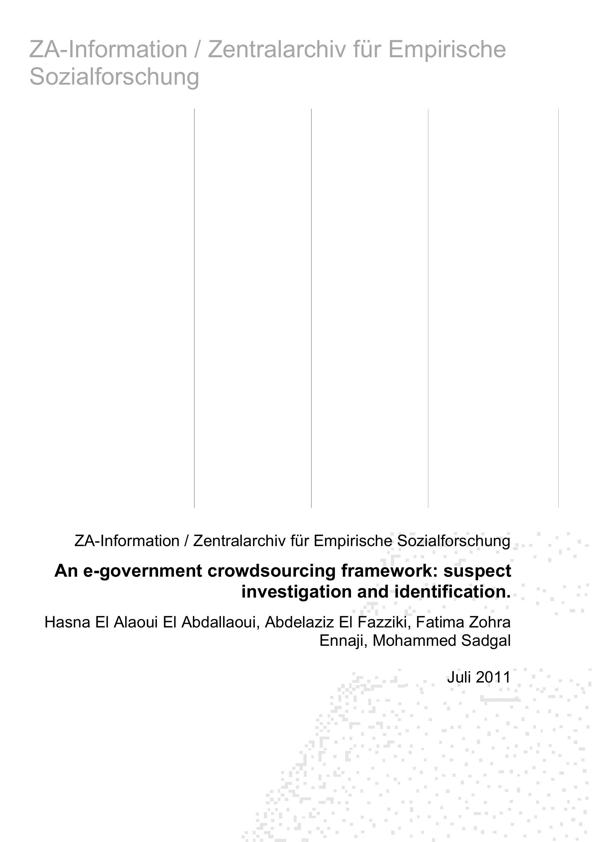 ZA-Information / Zentralarchiv für Empirische
Sozialforschung
ZA-Information / Zentralarchiv für Empirische Sozialforschung
An e-government crowdsourcing framework: suspect
investigation and identification.
Hasna El Alaoui El Abdallaoui, Abdelaziz El Fazziki, Fatima Zohra
Ennaji, Mohammed Sadgal
Juli 2011